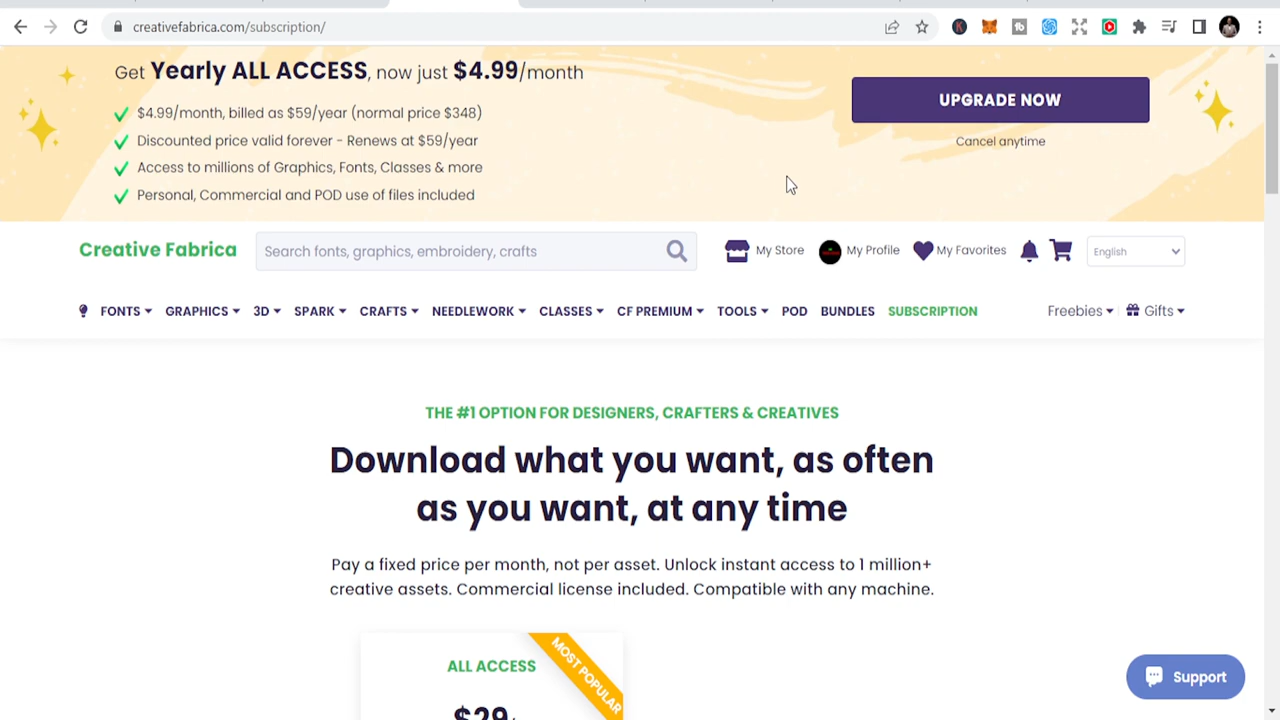 creativefabrica.com/subscription/
Get Yearly ALL ACCESS, now just $4.99/month
$4.99/month, billed as $59/year (normal price $348)
Discounted price valid forever - Renews at $59/year
Access to millions of Graphics, Fonts, Classes & more
Personal, Commercial and POD use of files included
UPGRADE NOW
Cancel anytime
Creative Fabrica
Search fonts, graphics, embroidery, crafts
My Store
My Profile
My Favorites
English
FONTS GRAPHICS 3D SPARK CRAFTS NEEDLEWORK CLASSES CF PREMIUM TOOLS POD BUNDLES SUBSCRIPTION Freebies Gifts
THE #1 OPTION FOR DESIGNERS, CRAFTERS & CREATIVES
Download what you want, as often
as you want, at any time
Pay a fixed price per month, not per asset. Unlock instant access to 1 million+
creative assets. Commercial license included. Compatible with any machine.
MOST POPULAR
ALL ACCESS
$29
Support